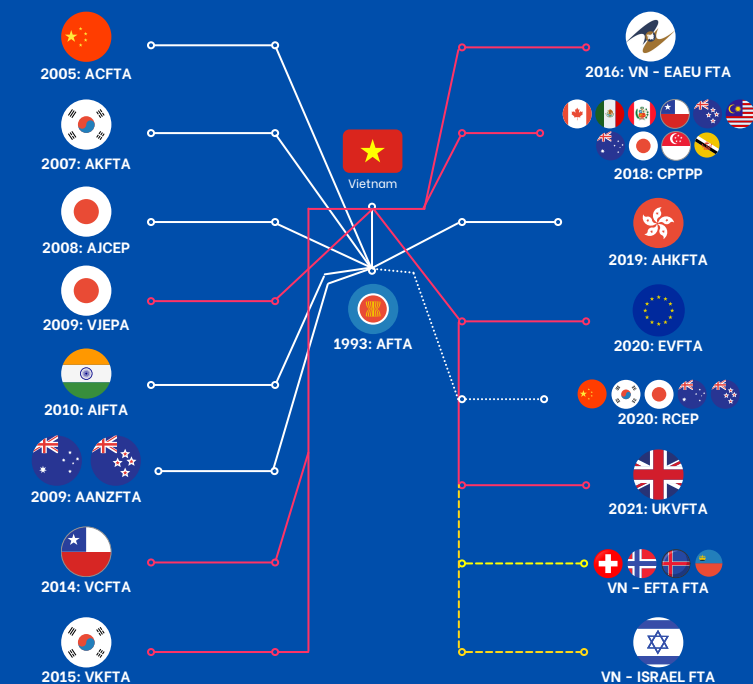 2005: ACFTA
2007: AKFTA
2008: AJCEP
2009: VJEPA
2010: AIFTA
2009: AANZFTA
2014: VCFTA
2015: VKFTA
Vietnam
1993: AFTA
2016: VN - EAEU FTA
2018: CPTPP
2019: AHKFTA
2020: EVFTA
2020: RCEP
2021: UKVFTA
VN - EFTA FTA
VN - ISRAEL FTA